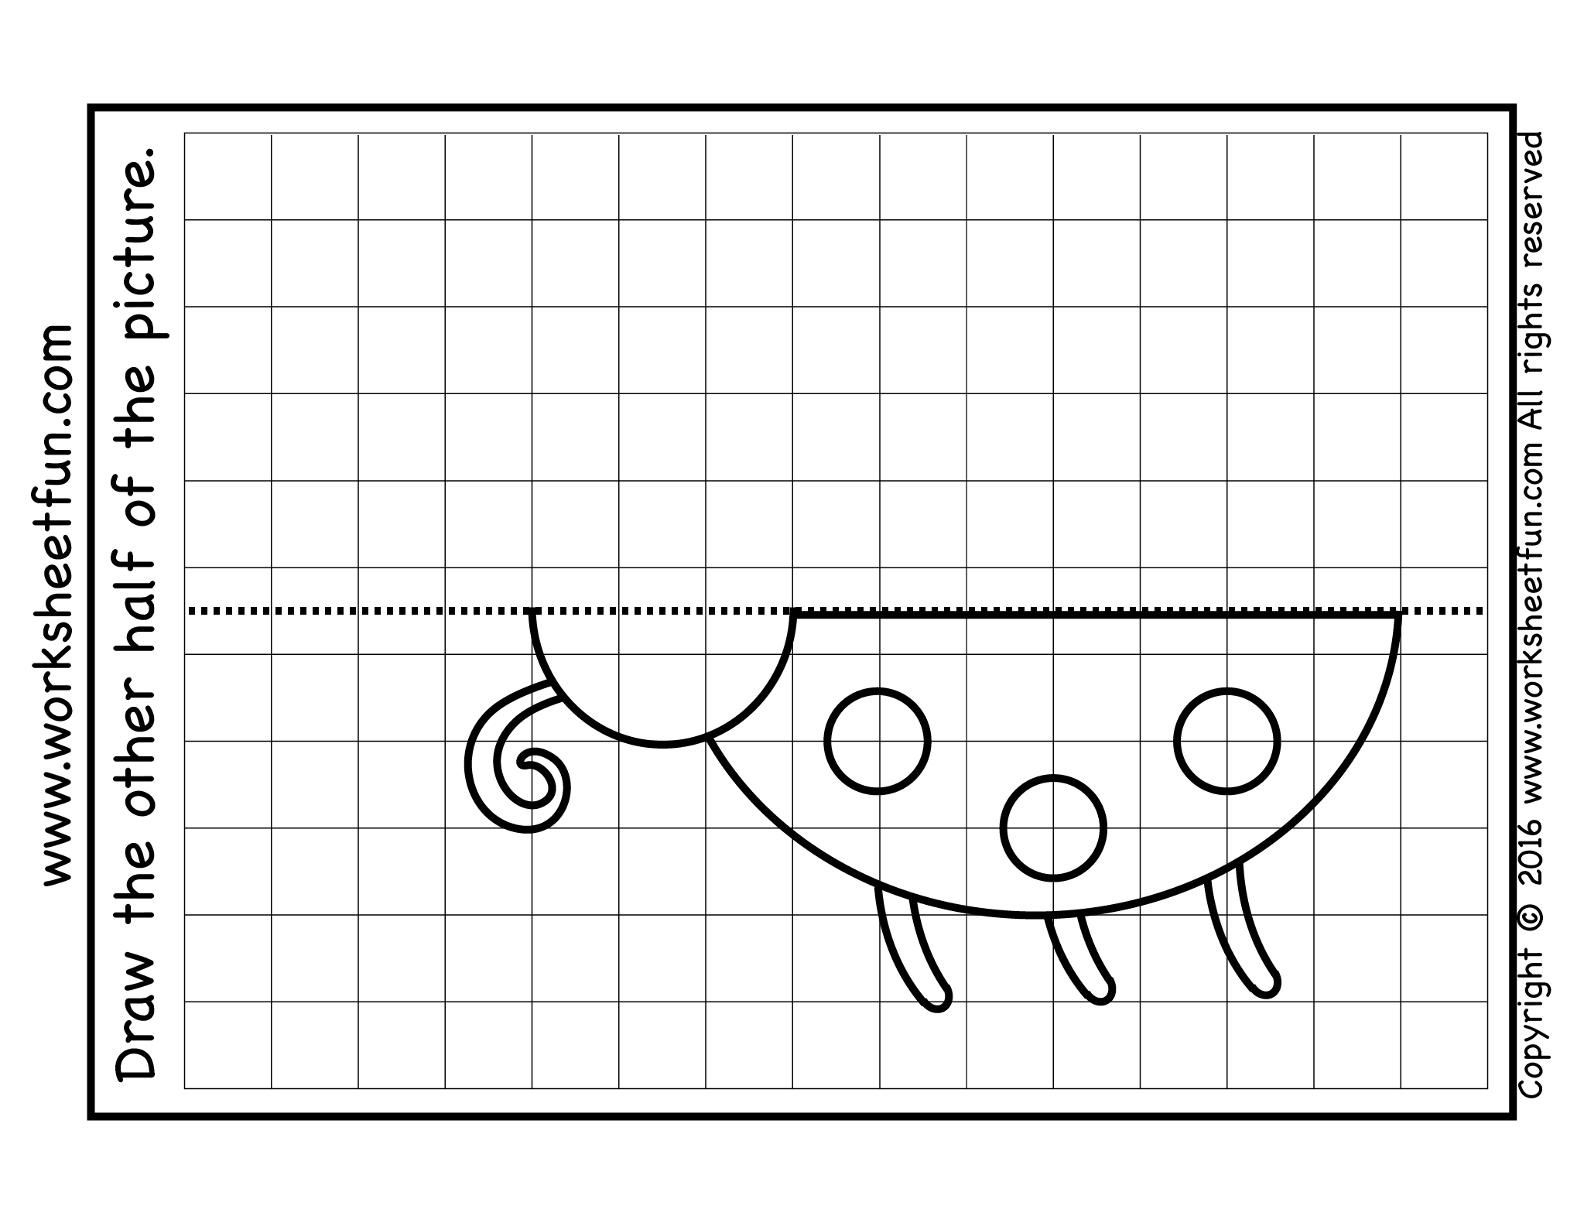 www.worksheetfun.com
Draw the other half of the picture.
Copyright © 2016 www.worksheetfun.com All rights reserved